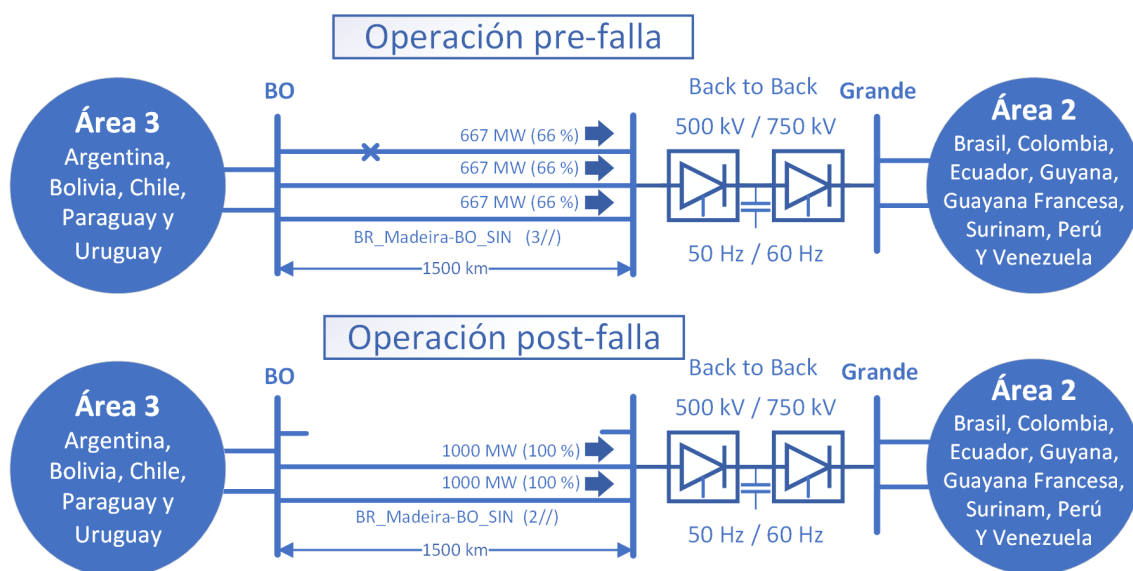 Operación pre-falla
Área 3
Argentina,
Bolivia, Chile,
Paraguay y
Uruguay
BO
667 MW (66 %)
667 MW (66 %)
667 MW (66 %)
BR_Madeira-BO_SIN (3//)
1500 km
Back to Back
500 kV / 750 kV
50 Hz / 60 Hz
Grande
Área 2
Brasil, Colombia,
Ecuador, Guyana,
Guayana Francesa,
Surinam, Perú
Y Venezuela
Operación post-falla
Área 3
Argentina,
Bolivia, Chile,
Paraguay y
Uruguay
BO
1000 MW (100 %)
1000 MW (100 %)
BR_Madeira-BO_SIN (2//)
1500 km
Back to Back
500 kV / 750 kV
50 Hz / 60 Hz
Grande
Área 2
Brasil, Colombia,
Ecuador, Guyana,
Guayana Francesa,
Surinam, Perú
Y Venezuela